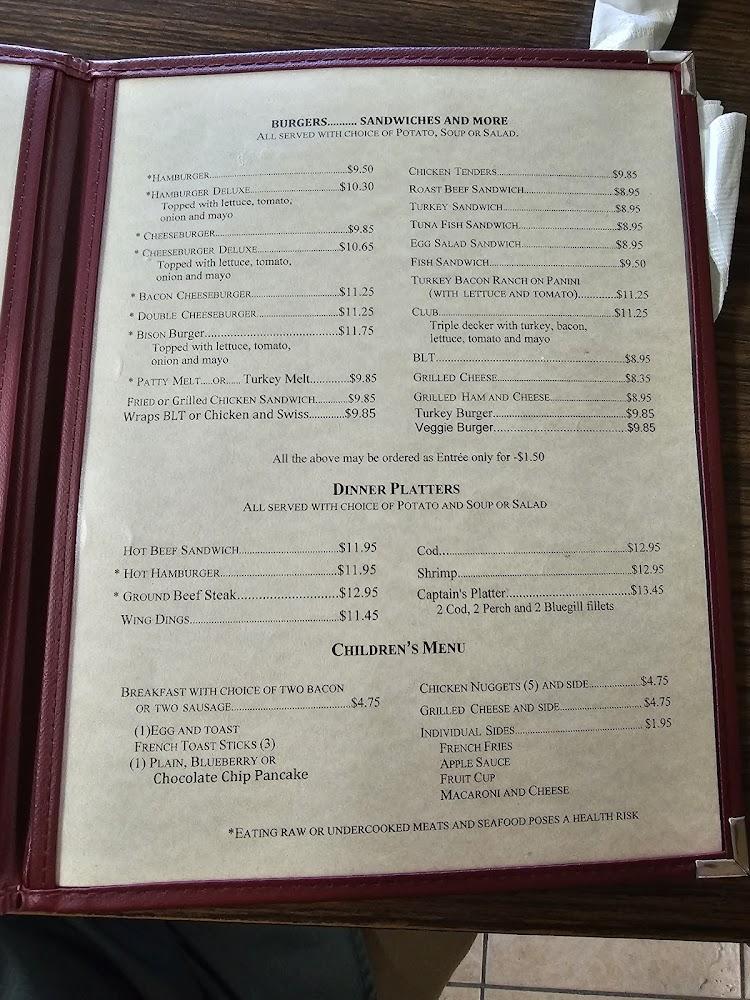 BURGERS.......... SANDWICHES AND MORE
ALL SERVED WITH CHOICE OF POTATO, SOUP OR SALAD.
*HAMBURGER..........$9.50
*HAMBURGER DELUXE..........$10.30
Topped with lettuce, tomato,
onion and mayo
* CHEESEBURGER..........$9.85
* CHEESEBURGER DELUXE..........$10.65
Topped with lettuce, tomato,
onion and mayo
* BACON CHEESEBURGER..........$11.25
* DOUBLE CHEESEBURGER..........$11.25
* BISON Burger..........$11.75
Topped with lettuce, tomato,
onion and mayo
* PATTY MELT.....OR...... Turkey Melt..........$9.85
FRIED or Grilled CHICKEN SANDWICH..........$9.85
Wraps BLT or Chicken and Swiss..........$9.85
CHICKEN TENDERS..........$9.85
ROAST BEEF SANDWICH..........$8.95
TURKEY SANDWICH..........$8.95
TUNA FISH SANDWICH..........$8.95
EGG SALAD SANDWICH..........$8.95
FISH SANDWICH..........$9.50
TURKEY BACON RANCH ON PANINI
(WITH LETTUCE AND TOMATO)..........$11.25
CLUB..........$11.25
Triple decker with turkey, bacon,
lettuce, tomato and mayo
BLT..........$8.95
GRILLED CHEESE..........$8.35
GRILLED HAM AND CHEESE..........$8.95
Turkey Burger..........$9.85
Veggie Burger..........$9.85
All the above may be ordered as Entrée only for -$1.50
DINNER PLATTERS
ALL SERVED WITH CHOICE OF POTATO AND SOUP OR SALAD
HOT BEEF SANDWICH..........$11.95
* HOT HAMBURGER..........$11.95
* GROUND Beef Steak..........$12.95
WING DINGS..........$11.45
Cod..........$12.95
Shrimp..........$12.95
Captain's Platter..........$13.45
2 Cod, 2 Perch and 2 Bluegill fillets
CHILDREN'S MENU
BREAKFAST WITH CHOICE OF TWO BACON
OR TWO SAUSAGE..........$4.75
(1)EGG AND TOAST
FRENCH TOAST STICKS (3)
(1) PLAIN, BLUEBERRY OR
Chocolate Chip Pancake
CHICKEN NUGGETS (5) AND SIDE..........$4.75
GRILLED CHEESE AND SIDE..........$4.75
INDIVIDUAL SIDES..........$1.95
FRENCH FRIES
APPLE SAUCE
FRUIT CUP
MACARONI AND CHEESE
*EATING RAW OR UNDERCOOKED MEATS AND SEAFOOD POSES A HEALTH RISK